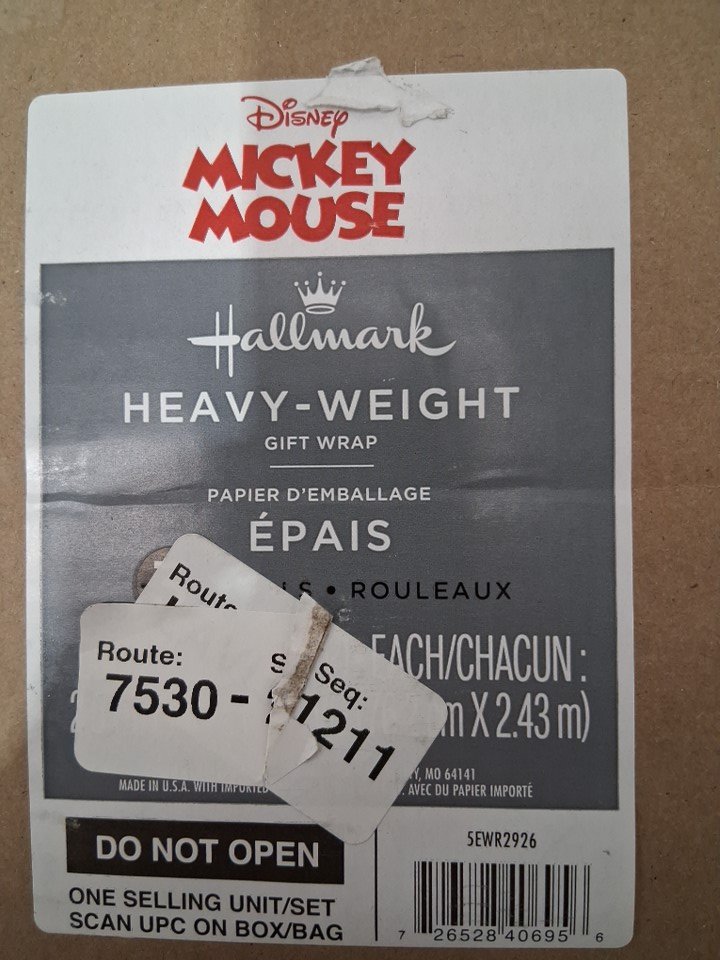 Disney
MICKEY
MOUSE
Hallmark
HEAVY-WEIGHT
GIFT WRAP
PAPIER D'EMBALLAGE
ÉPAIS
• ROULEAUX
Route
Route:
7530 -
Seq:
1211
EACH/CHACUN :
m X 2.43 m)
MO 64141
MADE IN U.S.A. WITH IMPORTED
AVEC DU PAPIER IMPORTÉ
DO NOT OPEN
ONE SELLING UNIT/SET
SCAN UPC ON BOX/BAG
5EWR2926
7 26528 40695 6